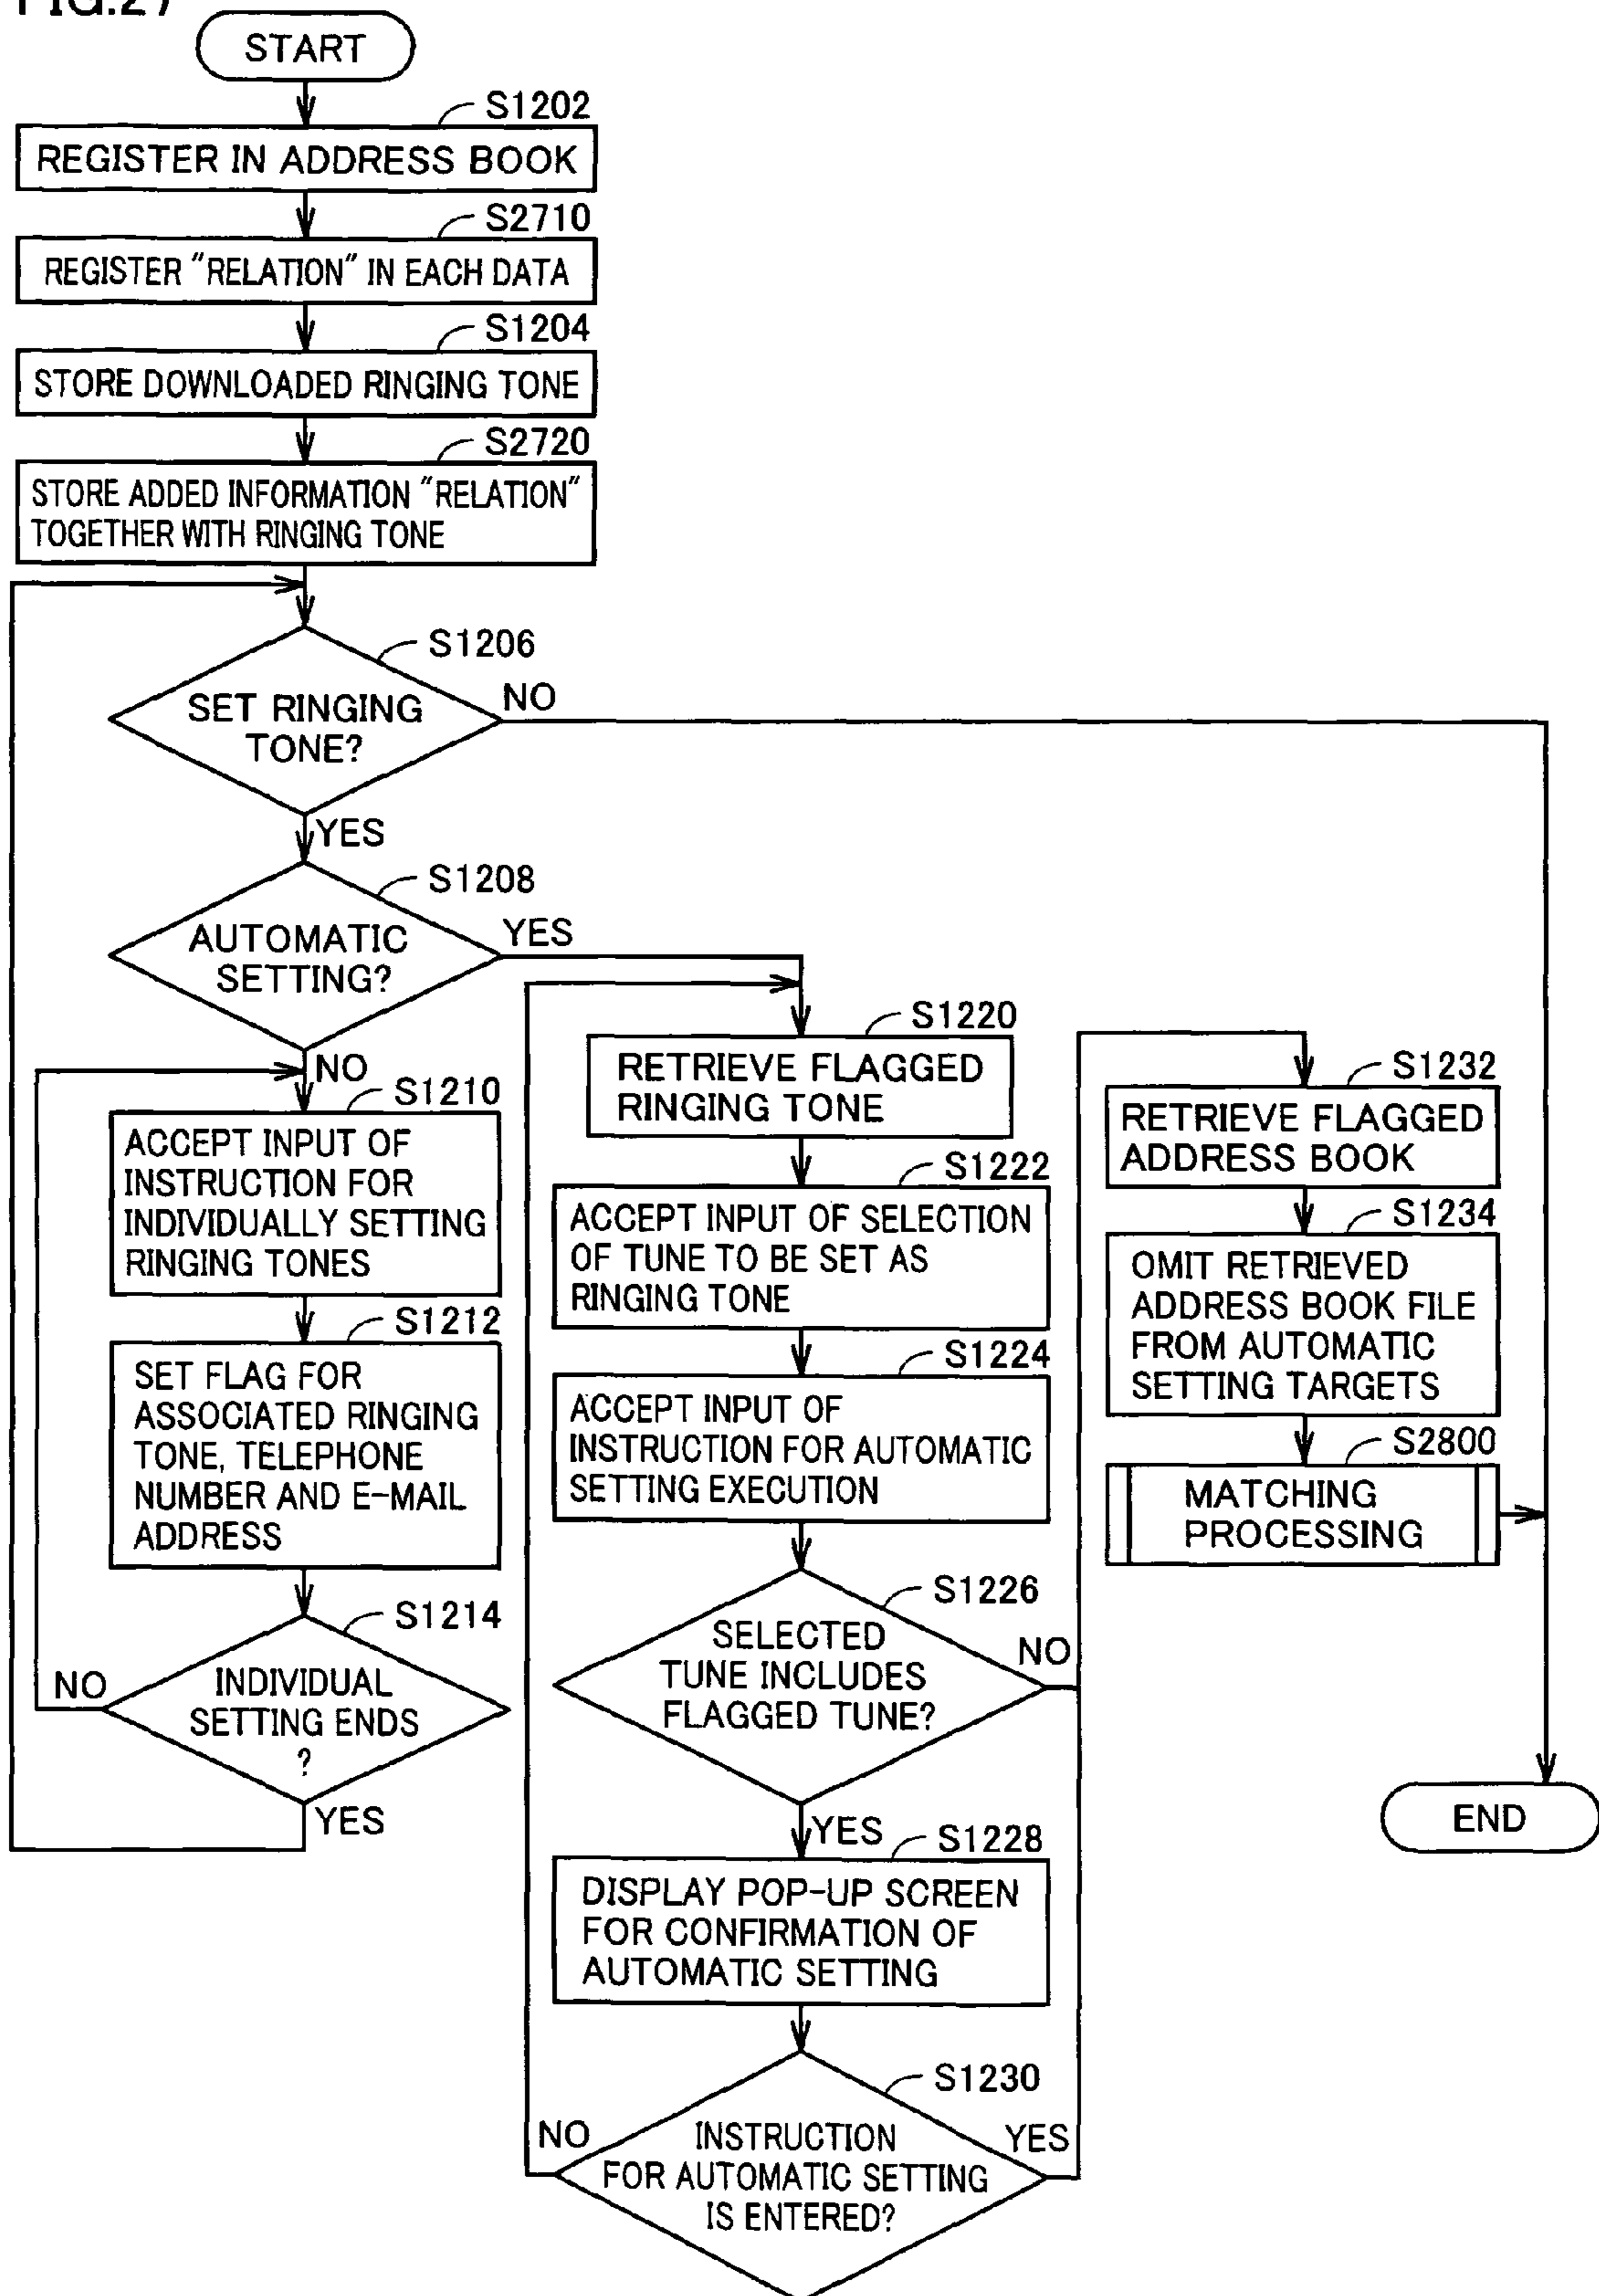 FIG.27
START
S1202
REGISTER IN ADDRESS BOOK
S2710
REGISTER "RELATION" IN EACH DATA
S1204
STORE DOWNLOADED RINGING TONE
S2720
STORE ADDED INFORMATION "RELATION"
TOGETHER WITH RINGING TONE
S1206
SET RINGING
TONE?
NO
YES
S1208
AUTOMATIC
SETTING?
YES
NO
S1210
ACCEPT INPUT OF
INSTRUCTION FOR
INDIVIDUALLY SETTING
RINGING TONES
S1212
SET FLAG FOR
ASSOCIATED RINGING
TONE, TELEPHONE
NUMBER AND E-MAIL
ADDRESS
S1214
INDIVIDUAL
SETTING ENDS
?
NO
YES
S1220
RETRIEVE FLAGGED
RINGING TONE
S1222
ACCEPT INPUT OF SELECTION
OF TUNE TO BE SET AS
RINGING TONE
S1224
ACCEPT INPUT OF
INSTRUCTION FOR AUTOMATIC
SETTING EXECUTION
S1226
SELECTED
TUNE INCLUDES
FLAGGED TUNE?
NO
YES
S1228
DISPLAY POP-UP SCREEN
FOR CONFIRMATION OF
AUTOMATIC SETTING
S1230
INSTRUCTION
FOR AUTOMATIC SETTING
IS ENTERED?
NO
YES
S1232
RETRIEVE FLAGGED
ADDRESS BOOK
S1234
OMIT RETRIEVED
ADDRESS BOOK FILE
FROM AUTOMATIC
SETTING TARGETS
S2800
MATCHING
PROCESSING
END